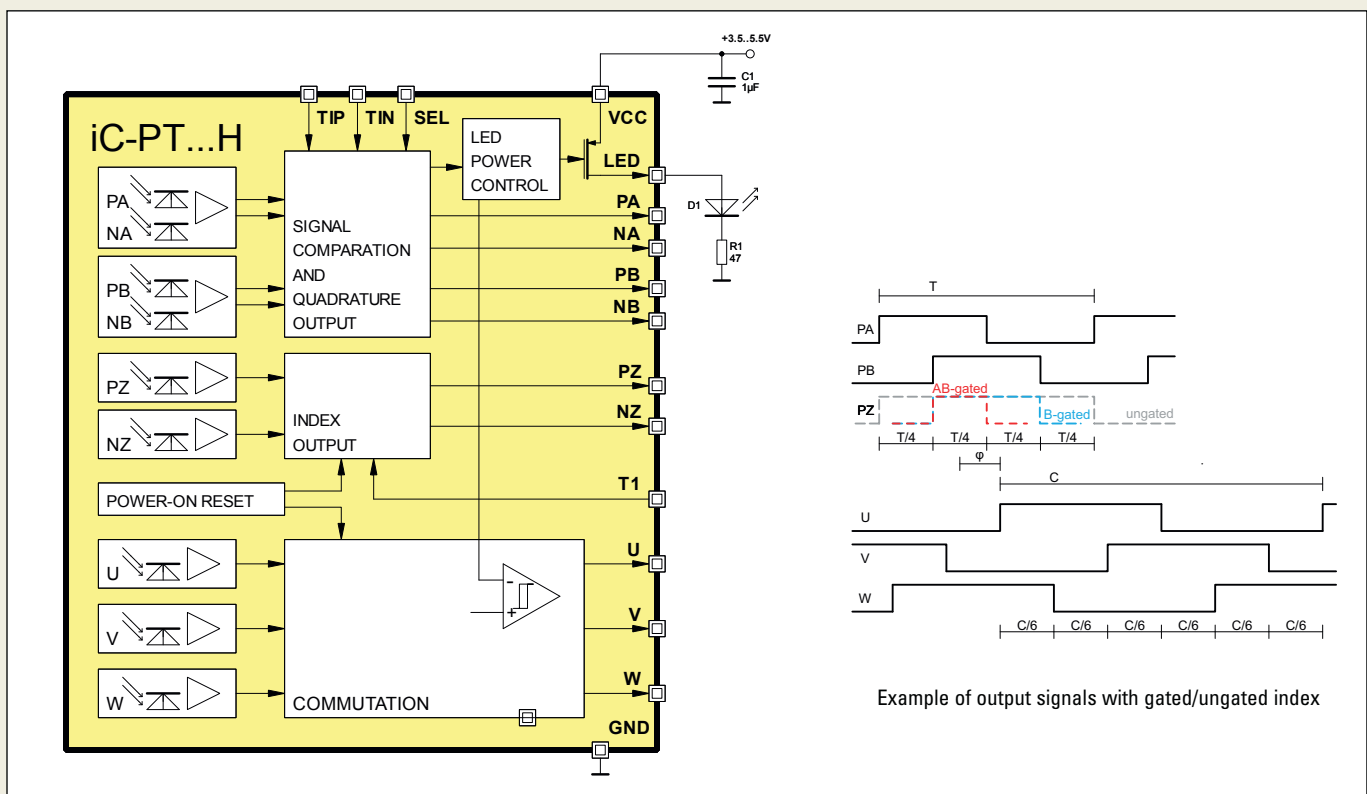 +3.5..5.5V
C1
1µF
iC-PT...H
TIP TIN SEL VCC
LED
POWER
CONTROL
LED
D1
R1
47
PA
NA
PB
NB
SIGNAL
COMPARATION
AND
QUADRATURE
OUTPUT
PA
NA
PB
NB
PZ
NZ
INDEX
OUTPUT
PZ
NZ
POWER-ON RESET
T1
U
V
W
COMMUTATION
-
+
U
V
W
GND
T
PA
PB
AB-gated
PZ
B-gated
ungated
T/4 T/4 T/4 T/4
φ
C
U
V
W
C/6 C/6 C/6 C/6 C/6 C/6
Example of output signals with gated/ungated index